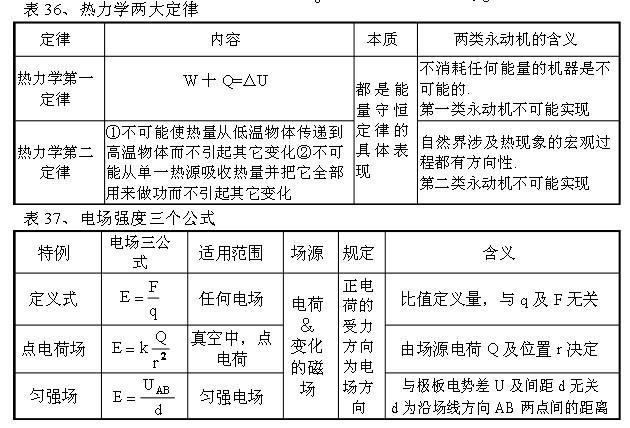 表 36、热力学两大定律
定律 内容 本质 两类永动机的含义
热力学第一
定律
W＋Q=△U
都是能
量守恒
定律的
具体表
现
不消耗任何能量的机器是不
可能的.
第一类永动机不可能实现
热力学第二
定律
①不可能使热量从低温物体传递到
高温物体而不引起其它变化②不可
能从单一热源吸收热量并把它全部
用来做功而不引起其它变化
自然界涉及热现象的宏观过
程都有方向性.
第二类永动机不可能实现
表 37、电场强度三个公式
特例 电场三公
式 适用范围 场源 规定 含义
定义式 E=F/q 任何电场
电荷
&
变化
的磁
场
正电
荷的
受力
方向
为电
场方
向
比值定义量，与 q 及 F 无关
点电荷场 E=k Q/r² 真空中，点
电荷
由场源电荷 Q 及位置 r 决定
匀强场 E=U_AB/d 匀强电场
与极板电势差 U 及间距 d 无关
d 为沿场线方向 AB 两点间的距离